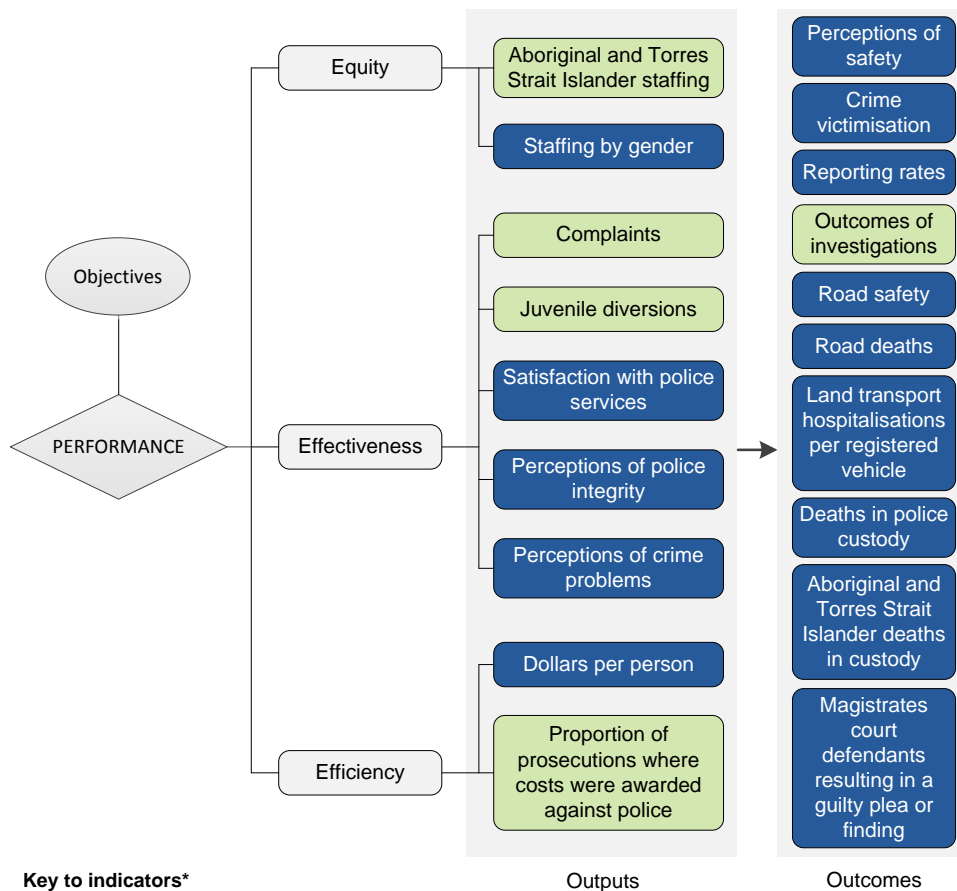 Objectives
PERFORMANCE
Equity
Effectiveness
Efficiency
Aboriginal and Torres
Strait Islander staffing
Staffing by gender
Complaints
Juvenile diversions
Satisfaction with police
services
Perceptions of police
integrity
Perceptions of crime
problems
Dollars per person
Proportion of
prosecutions where
costs were awarded
against police
Perceptions of
safety
Crime
victimisation
Reporting rates
Outcomes of
investigations
Road safety
Road deaths
Land transport
hospitalisations
per registered
vehicle
Deaths in police
custody
Aboriginal and
Torres Strait
Islander deaths
in custody
Magistrates
court
defendants
resulting in a
guilty plea or
finding
Key to indicators*
Outputs
Outcomes